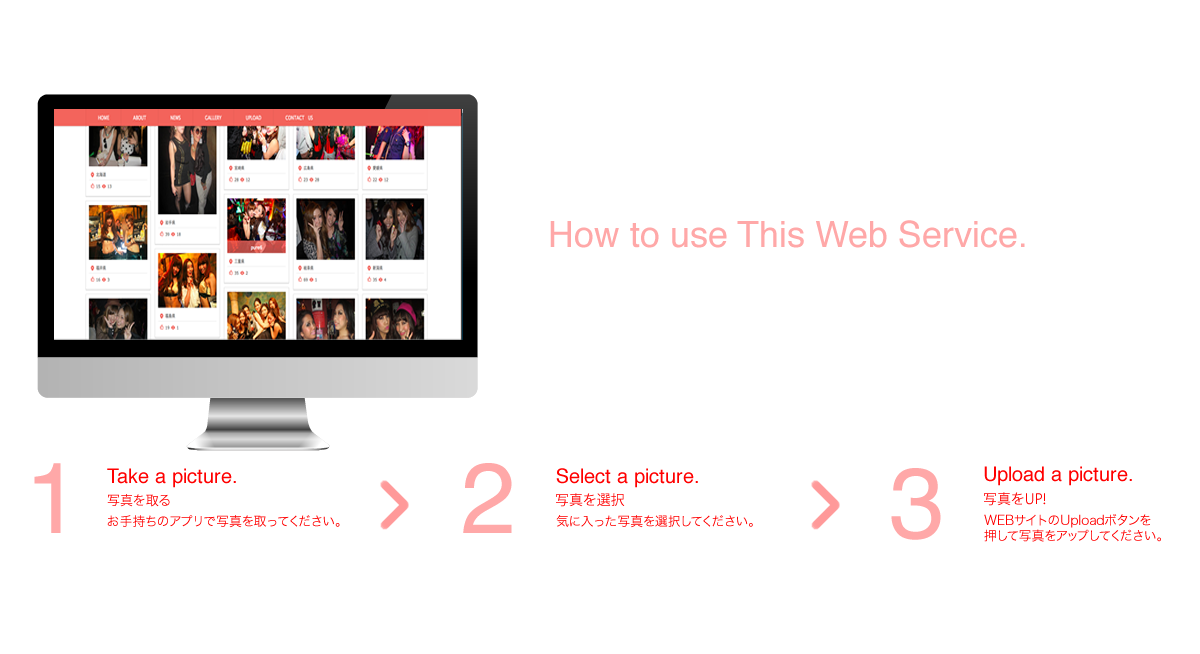 HOME ABOUT NEWS GALLERY UPLOAD CONTACT US
How to use This Web Service.
1
Take a picture.
写真を取る
お手持ちのアプリで写真を取ってください。
2
Select a picture.
写真を選択
気に入った写真を選択してください。
3
Upload a picture.
写真をUP!
WEBサイトのUploadボタンを
押して写真をアップしてください。